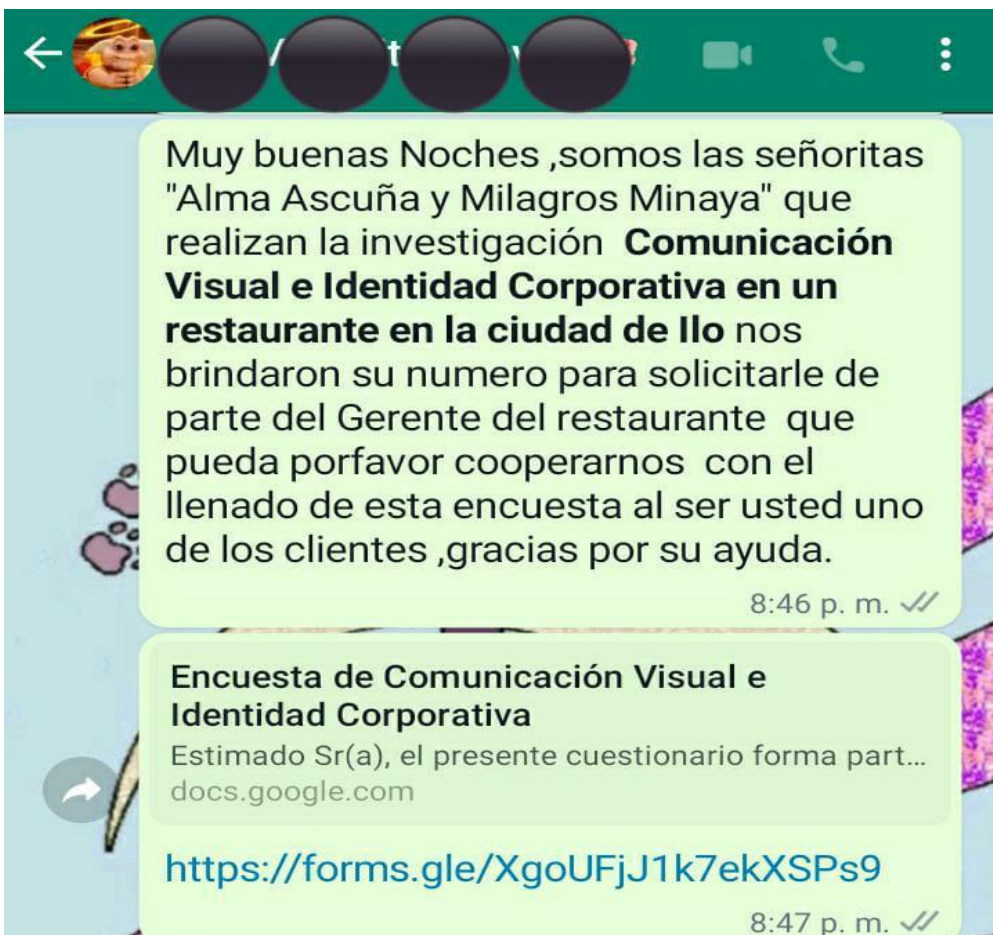 Muy buenas Noches ,somos las señoritas
"Alma Ascuña y Milagros Minaya" que
realizan la investigación Comunicación
Visual e Identidad Corporativa en un
restaurante en la ciudad de Ilo nos
brindaron su numero para solicitarle de
parte del Gerente del restaurante que
pueda porfavor cooperarnos con el
llenado de esta encuesta al ser usted uno
de los clientes ,gracias por su ayuda.
8:46 p. m.
Encuesta de Comunicación Visual e
Identidad Corporativa
Estimado Sr(a), el presente cuestionario forma part...
docs.google.com
https://forms.gle/XgoUFjJ1k7ekXSPs9
8:47 p. m.